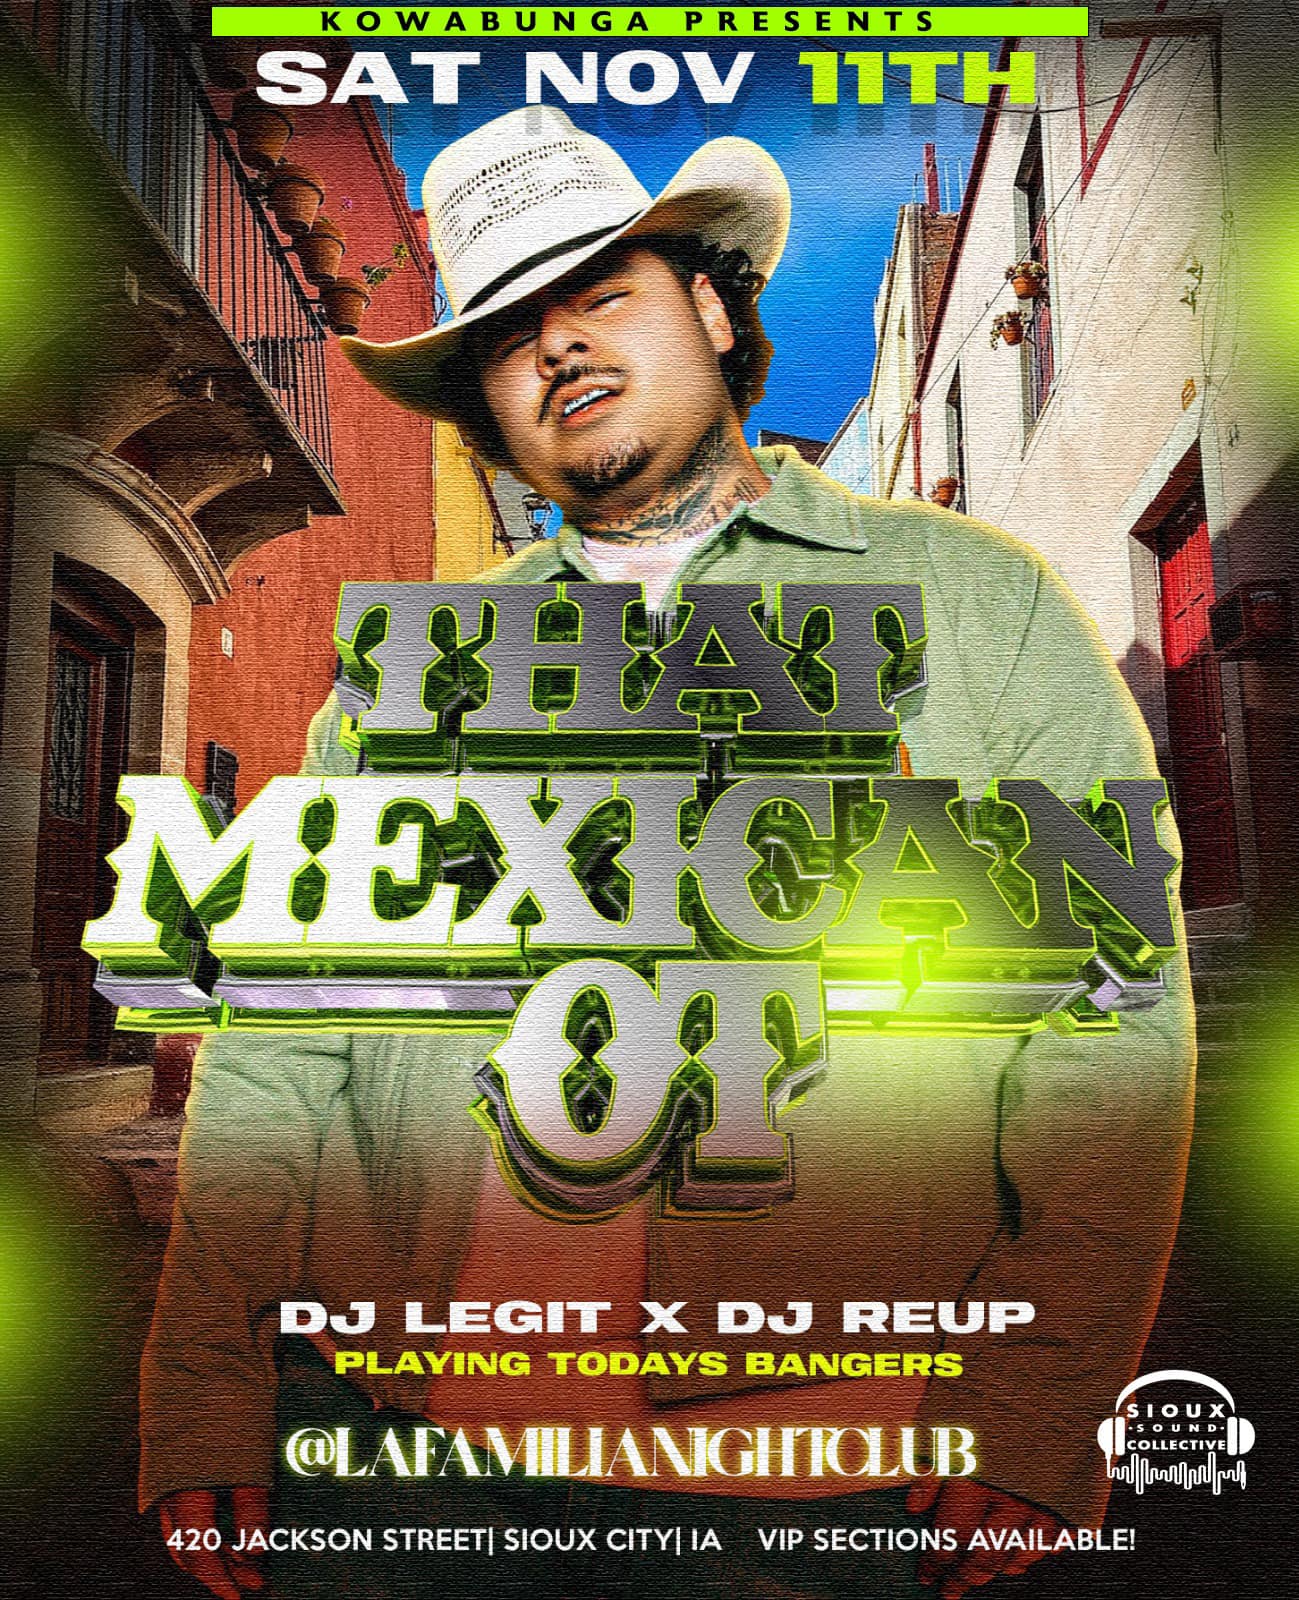 KOWABUNGA PRESENTS
SAT NOV 11TH
THAT
MEXICAN
OT
DJ LEGIT X DJ REUP
PLAYING TODAYS BANGERS
@LAFAMILIANIGHTCLUB
SIOUX
·SOUND·
COLLECTIVE
420 JACKSON STREET| SIOUX CITY| IA VIP SECTIONS AVAILABLE!